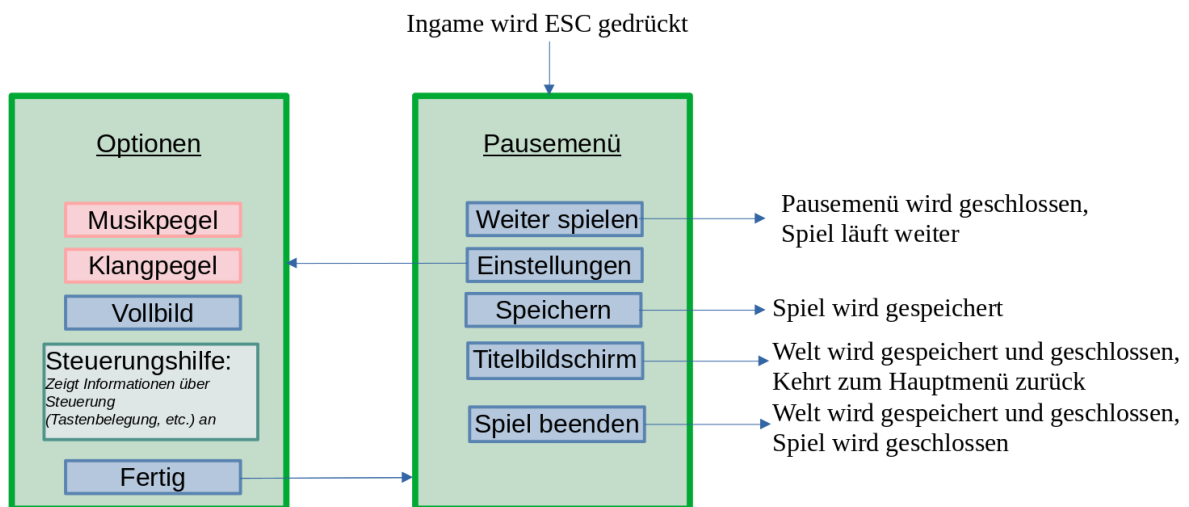 Ingame wird ESC gedrückt
Optionen
Musikpegel
Klangpegel
Vollbild
Steuerungshilfe:
Zeigt Informationen über
Steuerung
(Tastenbelegung, etc.) an
Fertig
Pausemenü
Weiter spielen
Einstellungen
Speichern
Titelbildschirm
Spiel beenden
Pausemenü wird geschlossen,
Spiel läuft weiter
Spiel wird gespeichert
Welt wird gespeichert und geschlossen,
Kehrt zum Hauptmenü zurück
Welt wird gespeichert und geschlossen,
Spiel wird geschlossen